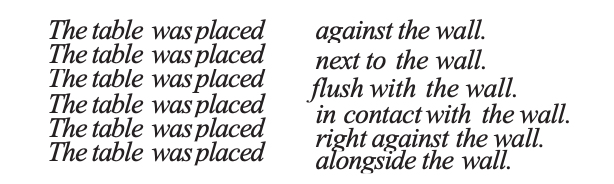 The table was placed against the wall.
The table was placed next to the wall.
The table was placed flush with the wall.
The table was placed in contact with the wall.
The table was placed right against the wall.
The table was placed alongside the wall.